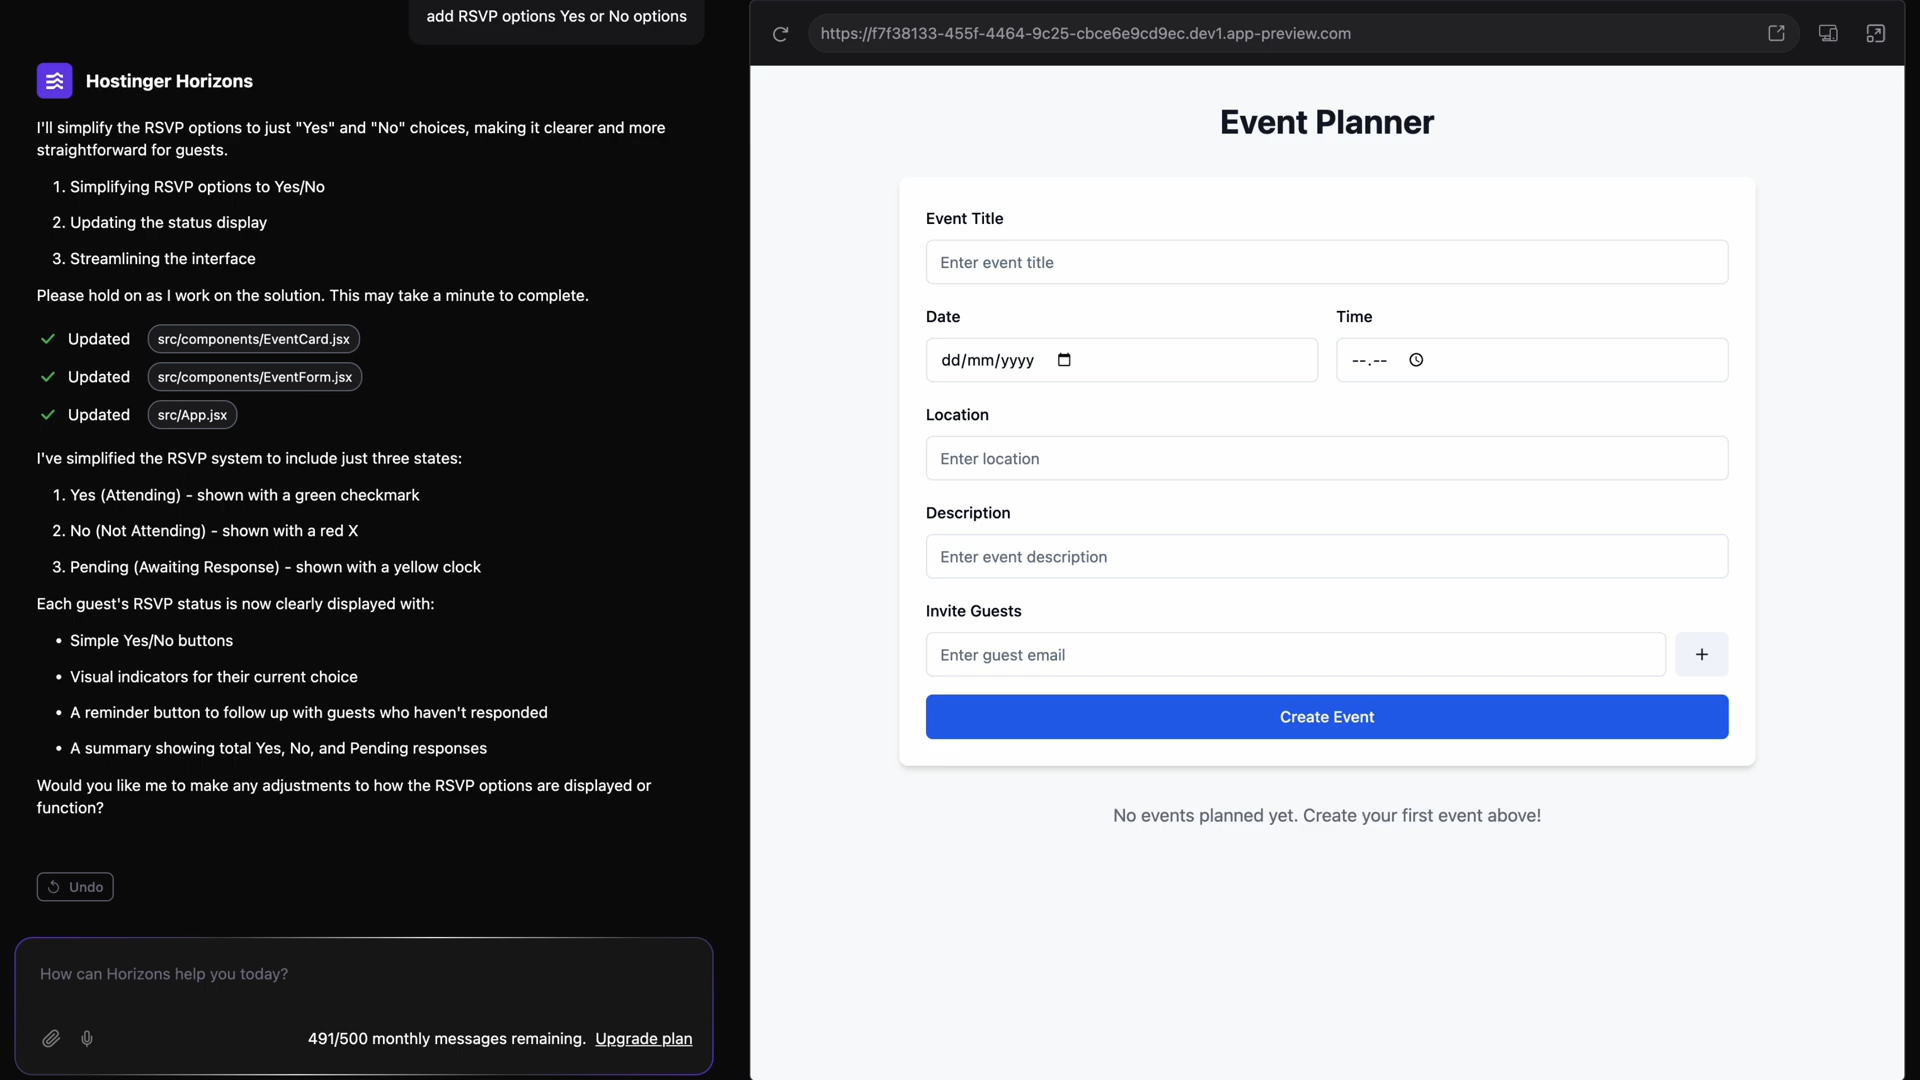 add RSVP options Yes or No options
Hostinger Horizons
I'll simplify the RSVP options to just "Yes" and "No" choices, making it clearer and more
straightforward for guests.
1. Simplifying RSVP options to Yes/No
2. Updating the status display
3. Streamlining the interface
Please hold on as I work on the solution. This may take a minute to complete.
Updated src/components/EventCard.jsx
Updated src/components/EventForm.jsx
Updated src/App.jsx
I've simplified the RSVP system to include just three states:
1. Yes (Attending) - shown with a green checkmark
2. No (Not Attending) - shown with a red X
3. Pending (Awaiting Response) - shown with a yellow clock
Each guest's RSVP status is now clearly displayed with:
• Simple Yes/No buttons
• Visual indicators for their current choice
• A reminder button to follow up with guests who haven't responded
• A summary showing total Yes, No, and Pending responses
Would you like me to make any adjustments to how the RSVP options are displayed or
function?
Undo
How can Horizons help you today?
491/500 monthly messages remaining. Upgrade plan
https://f7f38133-455f-4464-9c25-cbce6e9cd9ec.dev1.app-preview.com
Event Planner
Event Title
Enter event title
Date Time
dd/mm/yyyy --.--
Location
Enter location
Description
Enter event description
Invite Guests
Enter guest email +
Create Event
No events planned yet. Create your first event above!